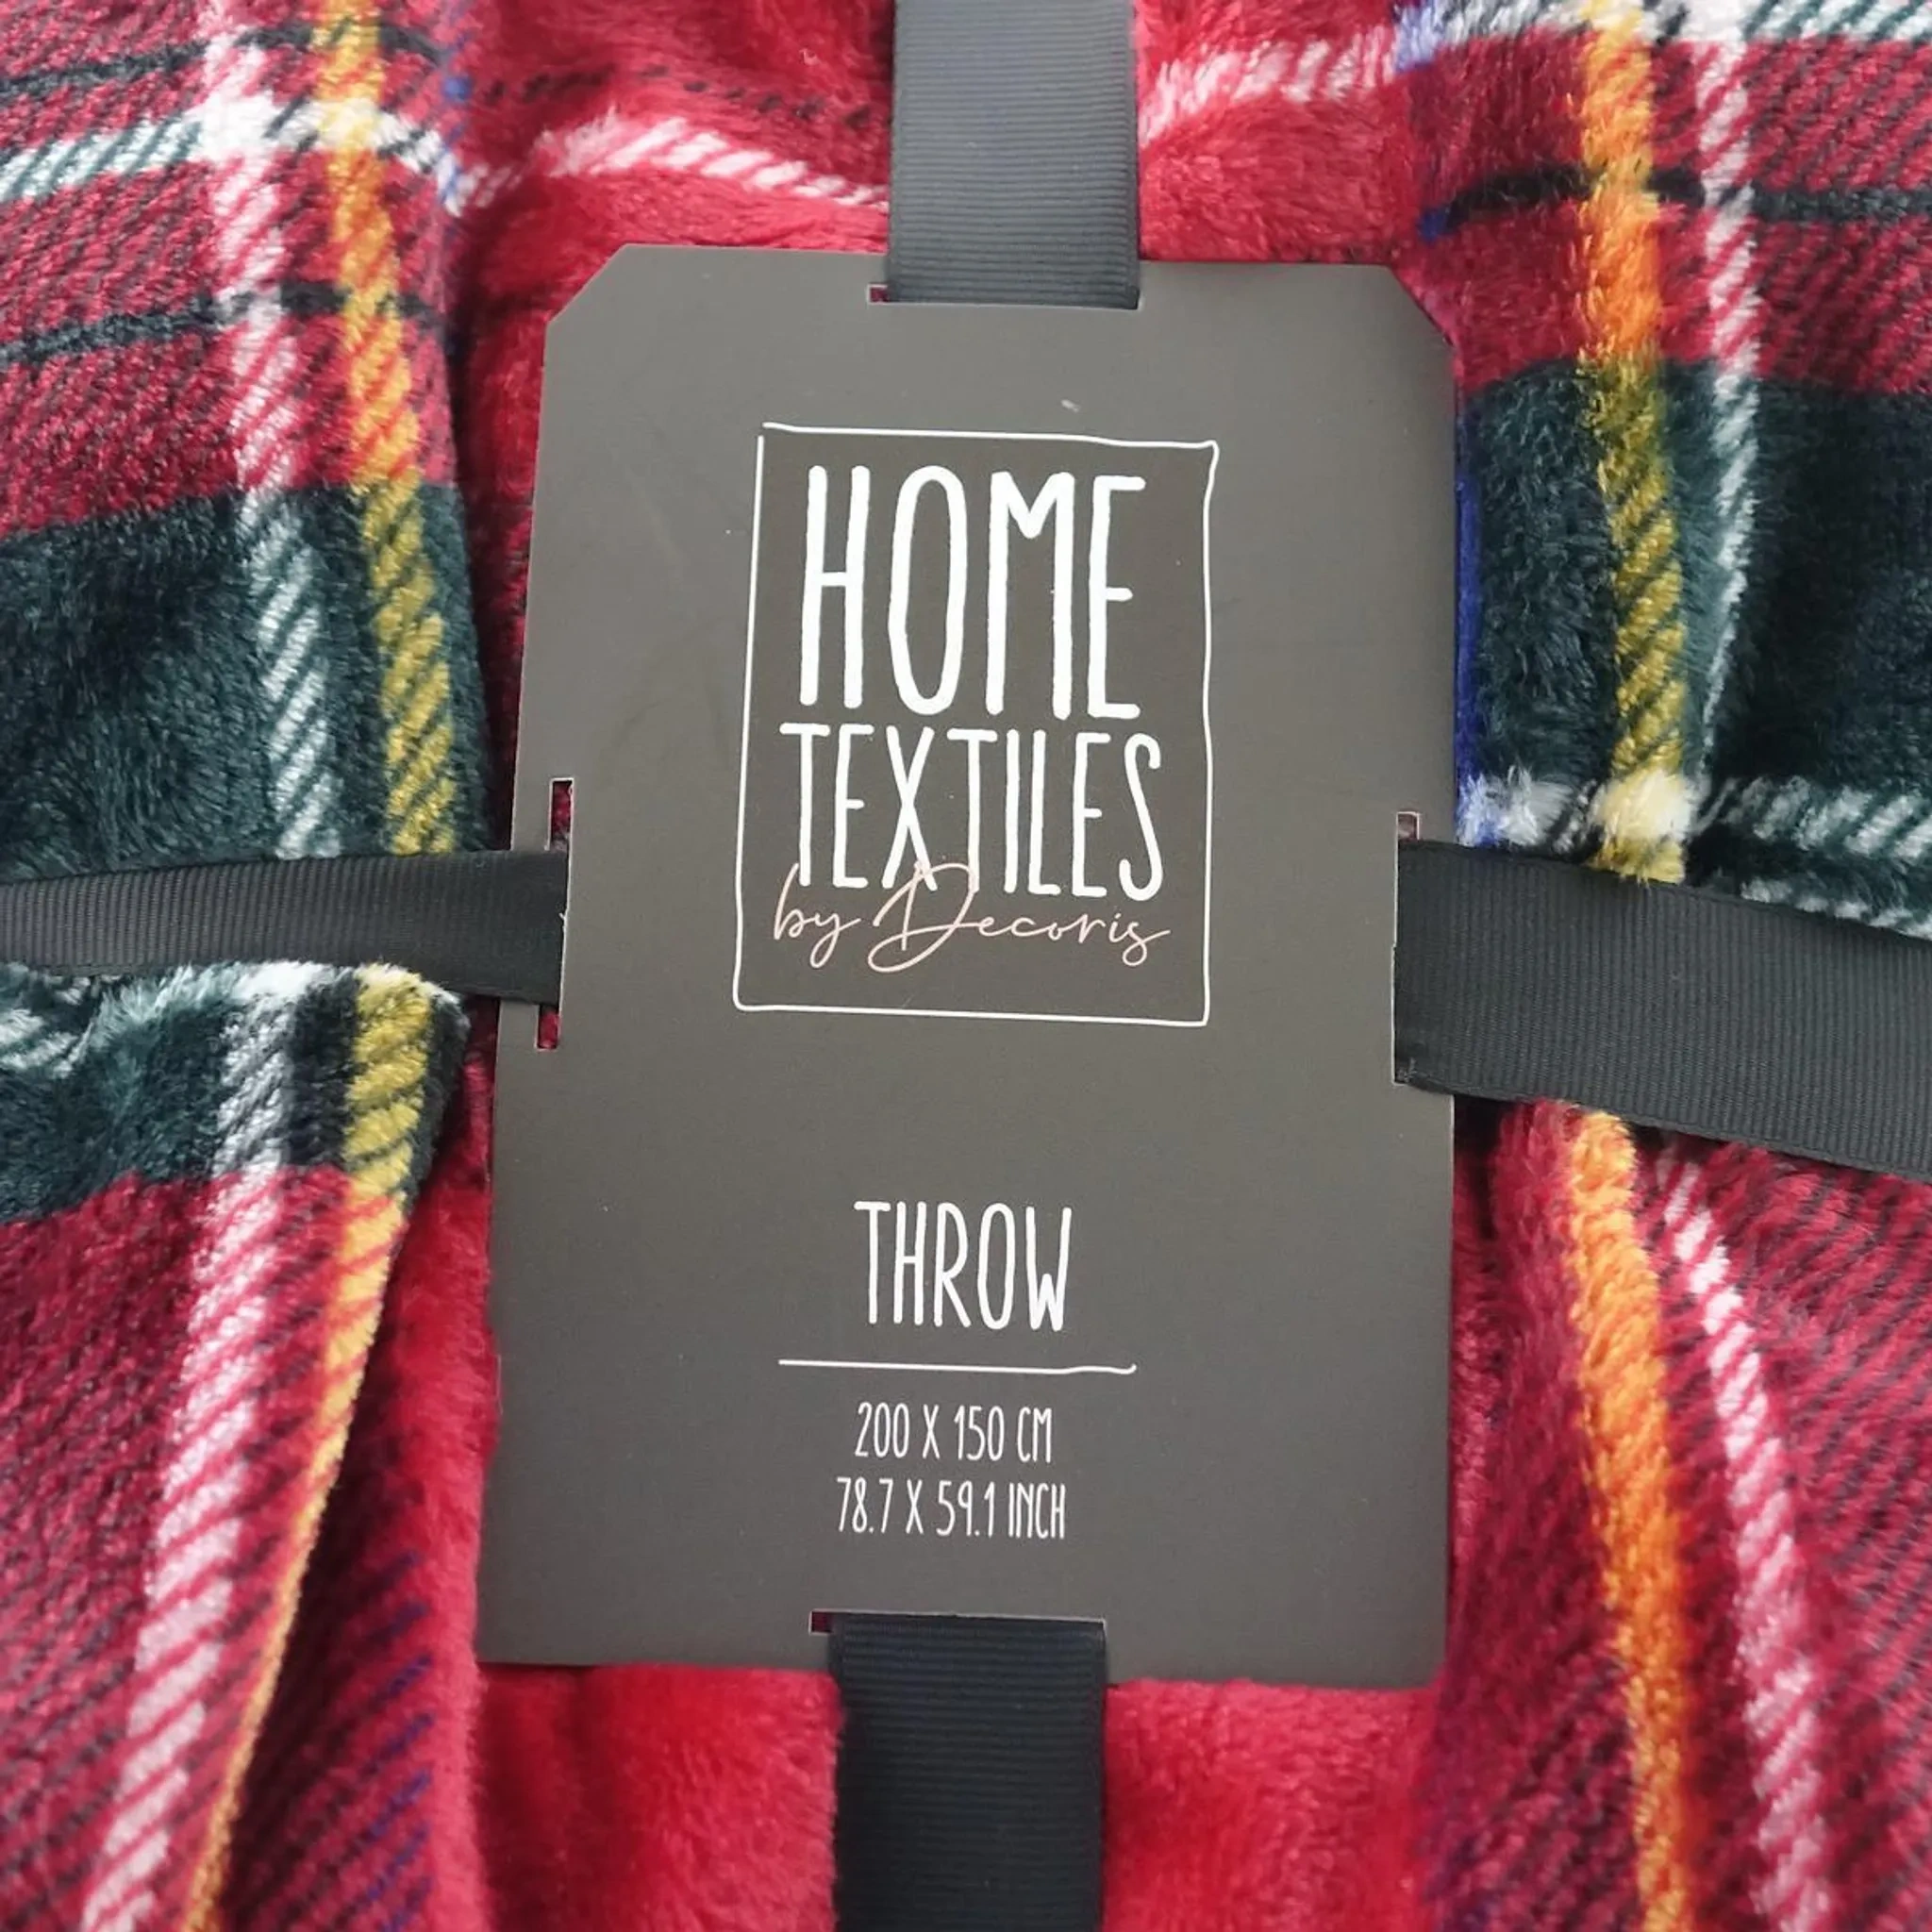 HOME
TEXTILES
by Decoris
THROW
200 X 150 CM
78.7 X 59.1 INCH